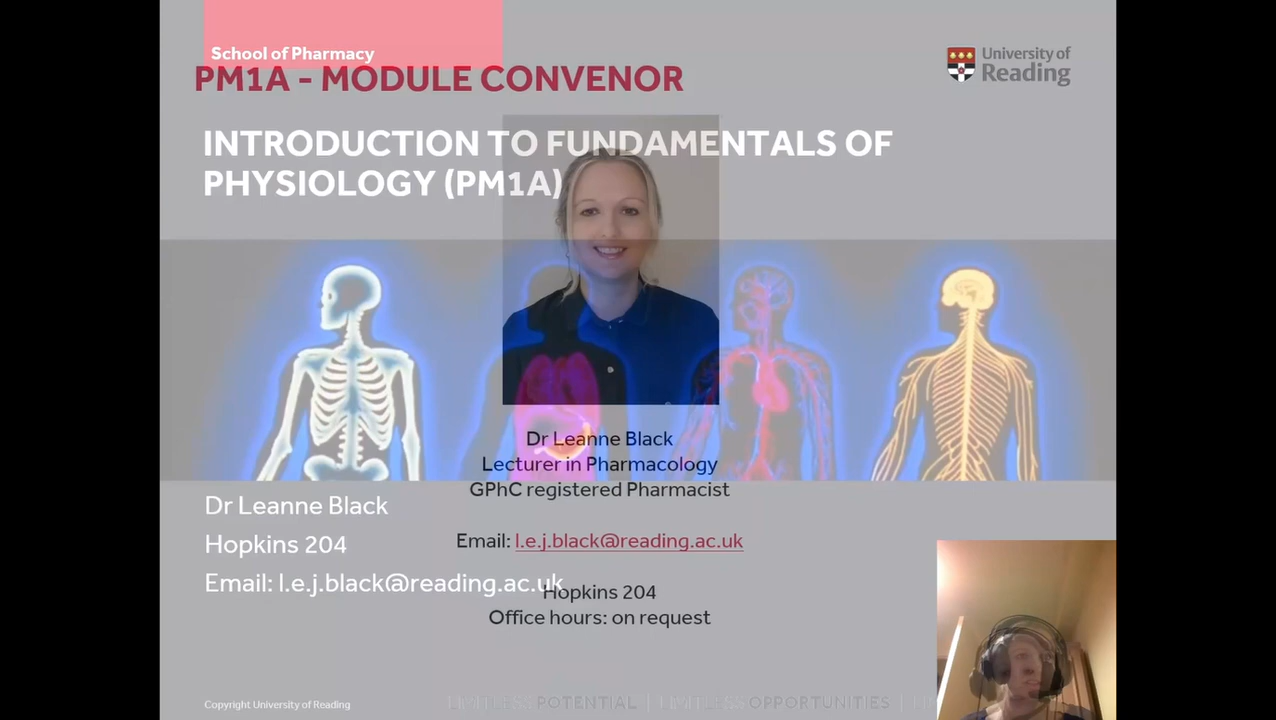 School of Pharmacy
University of
Reading
PM1A - MODULE CONVENOR
INTRODUCTION TO FUNDAMENTALS OF
PHYSIOLOGY (PM1A)
Dr Leanne Black
Lecturer in Pharmacology
GPhC registered Pharmacist
Email: l.e.j.black@reading.ac.uk
Hopkins 204
Office hours: on request
Dr Leanne Black
Hopkins 204
Email: l.e.j.black@reading.ac.uk
Copyright University of Reading
LIMITLESS POTENTIAL | LIMITLESS OPPORTUNITIES |